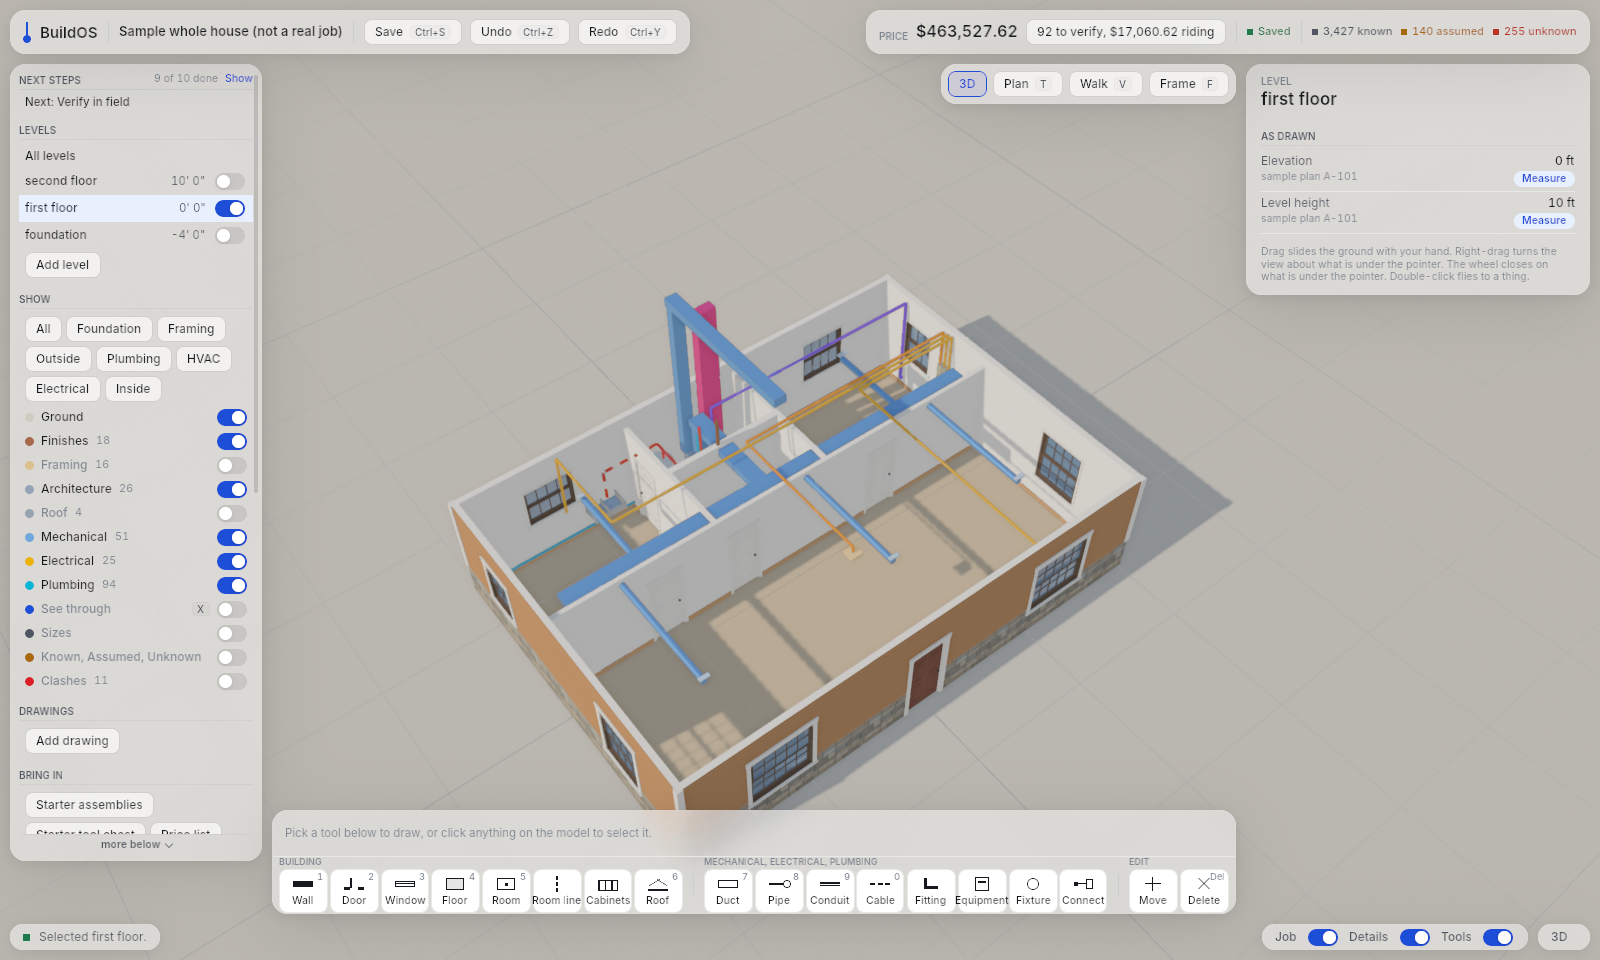 BuildOS
Sample whole house (not a real job)
Save Ctrl+S
Undo Ctrl+Z
Redo Ctrl+Y
PRICE $463,527.62
92 to verify, $17,060.62 riding
Saved
3,427 known
140 assumed
255 unknown
NEXT STEPS 9 of 10 done Show
Next: Verify in field
LEVELS
All levels
second floor 10' 0"
first floor 0' 0"
foundation -4' 0"
Add level
SHOW
All Foundation Framing
Outside Plumbing HVAC
Electrical Inside
Ground
Finishes 18
Framing 16
Architecture 26
Roof 4
Mechanical 51
Electrical 25
Plumbing 94
See through X
Sizes
Known, Assumed, Unknown
Clashes 11
DRAWINGS
Add drawing
BRING IN
Starter assemblies
Starter tool chest Price list
more below
3D
Plan T
Walk V
Frame F
LEVEL
first floor
AS DRAWN
Elevation 0 ft
sample plan A-101 Measure
Level height 10 ft
sample plan A-101 Measure
Drag slides the ground with your hand. Right-drag turns the
view about what is under the pointer. The wheel closes on
what is under the pointer. Double-click flies to a thing.
Pick a tool below to draw, or click anything on the model to select it.
BUILDING
1 Wall
2 Door
3 Window
4 Floor
5 Room
Room line
Cabinets
6 Roof
MECHANICAL, ELECTRICAL, PLUMBING
7 Duct
8 Pipe
9 Conduit
0 Cable
Fitting
Equipment
Fixture
Connect
EDIT
Move
Del Delete
Selected first floor.
Job
Details
Tools
3D